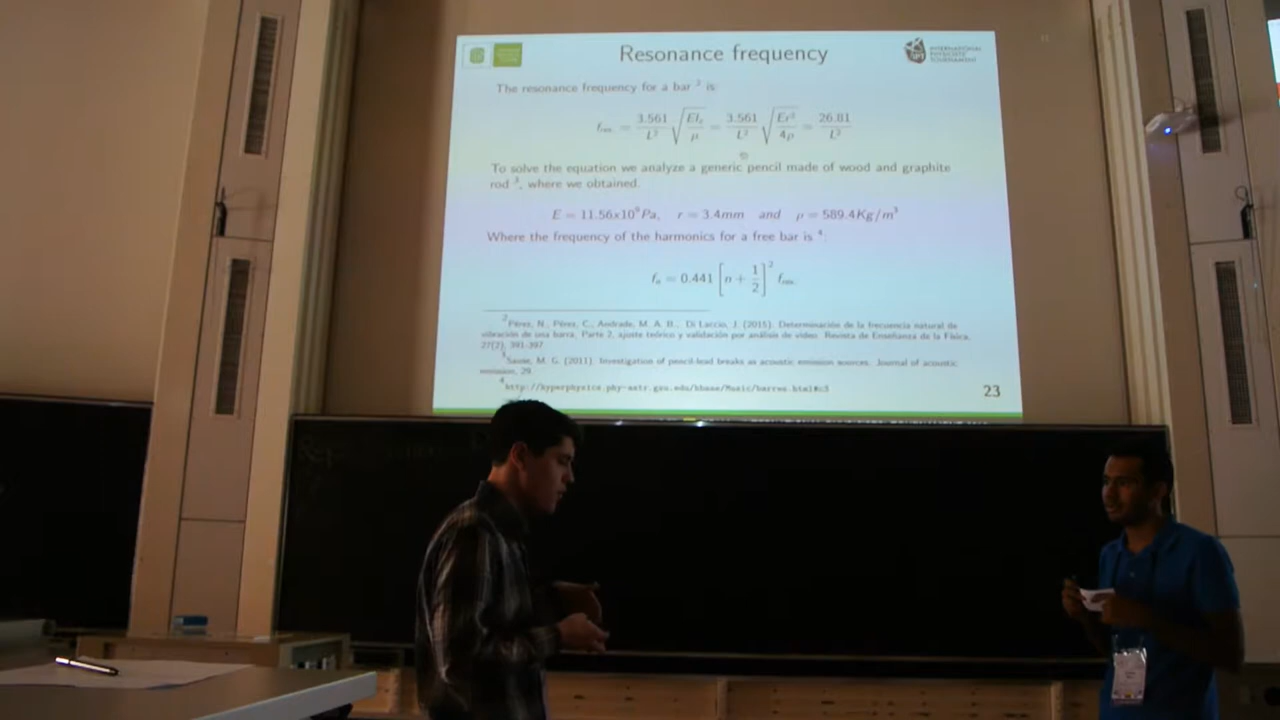 Resonance frequency
INTERNATIONAL
PHYSICISTS'
TOURNAMENT
The resonance frequency for a bar ² is:
f_res = 3.561/L² √(EI_x/μ) = 3.561/L² √(Er²/4ρ) = 26.81/L²
To solve the equation we analyze a generic pencil made of wood and graphite
rod ³, where we obtained.
E = 11.56x10⁹Pa, r = 3.4mm and ρ = 589.4Kg/m³
Where the frequency of the harmonics for a free bar is ⁴:
f_n = 0.441 [n + 1/2]² f_res
²Pérez, N., Pérez, C., Andrade, M. A. B., Di Laccio, J. (2015). Determinación de la frecuencia natural de
vibración de una barra. Parte 2, ajuste teórico y validación por análisis de video. Revista de Enseñanza de la Física,
27(2), 391-397
³Sause, M. G. (2011). Investigation of pencil-lead breaks as acoustic emission sources. Journal of acoustic
emission, 29.
⁴http://hyperphysics.phy-astr.gsu.edu/hbase/Music/barres.html#c3
23